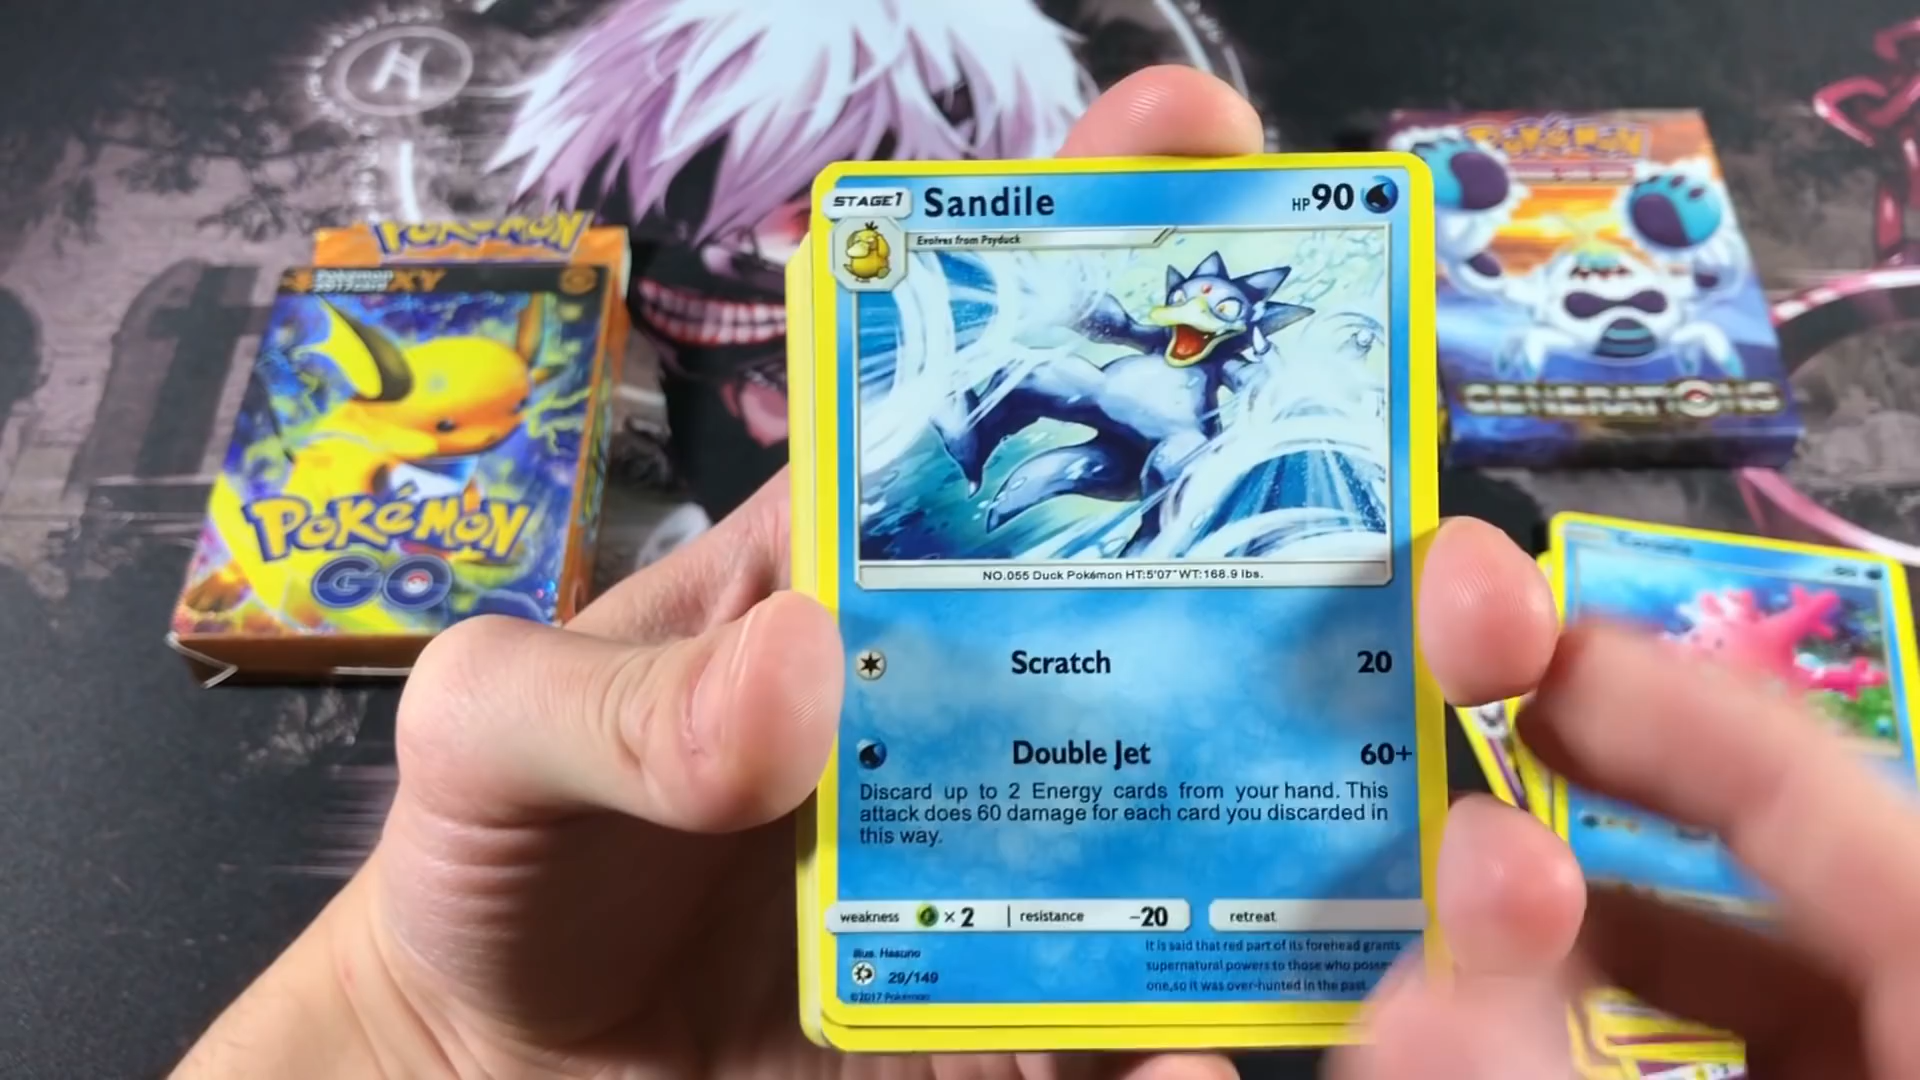 STAGE1 Sandile HP 90
Evolves from Psyduck
NO.055 Duck Pokémon HT:5'07" WT:168.9 lbs.
Scratch 20
Double Jet 60+
Discard up to 2 Energy cards from your hand. This
attack does 60 damage for each card you discarded in
this way.
weakness × 2 resistance -20 retreat
Illus. Hasuno
It is said that red part of its forehead grants
supernatural powers to those who posse
one,so it was over-hunted in the past.
29/149
©2017 Pokémon
POKéMON
XY
POKéMON
GO
POKéMON
GENERATIONS